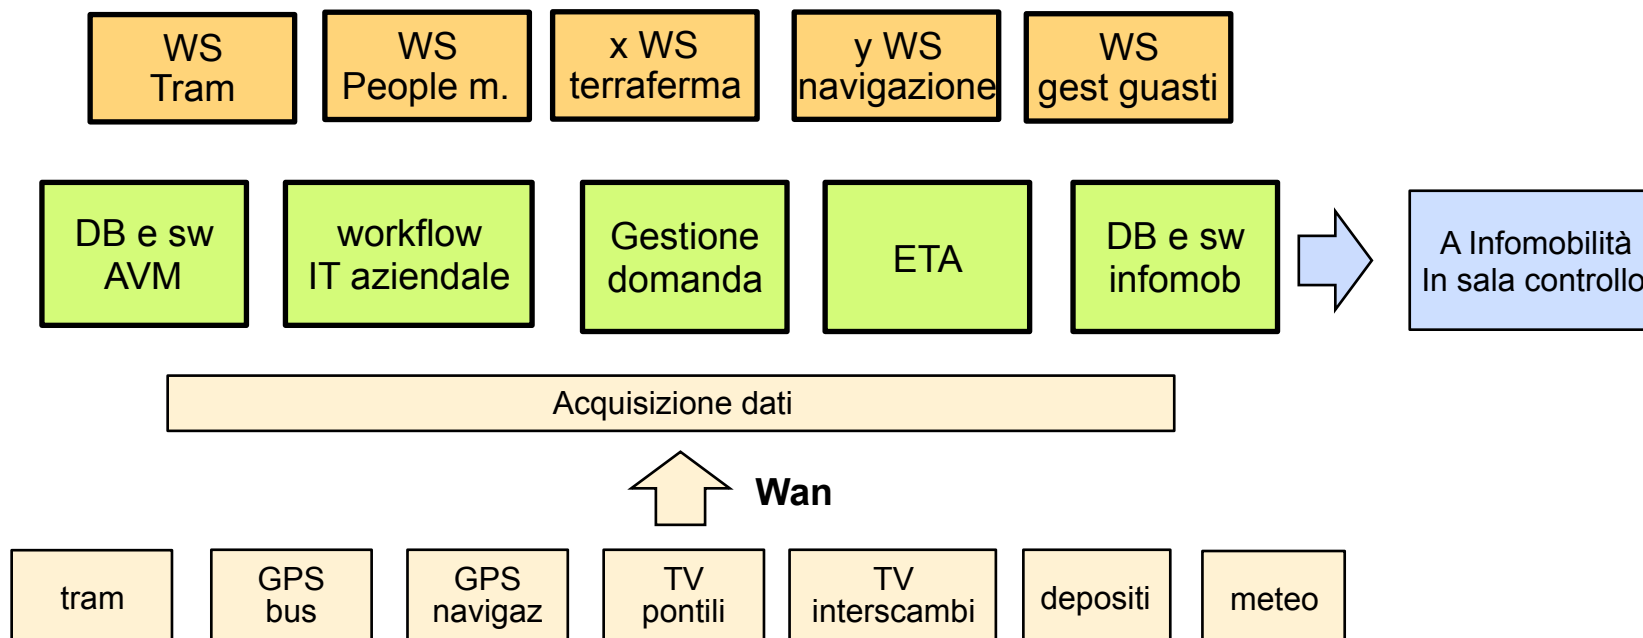 WS
Tram
WS
People m.
x WS
terraferma
y WS
navigazione
WS
gest guasti
DB e sw
AVM
workflow
IT aziendale
Gestione
domanda
ETA
DB e sw
infomob
A Infomobilità
In sala controllo
Acquisizione dati
Wan
tram
GPS
bus
GPS
navigaz
TV
pontili
TV
interscambi
depositi
meteo